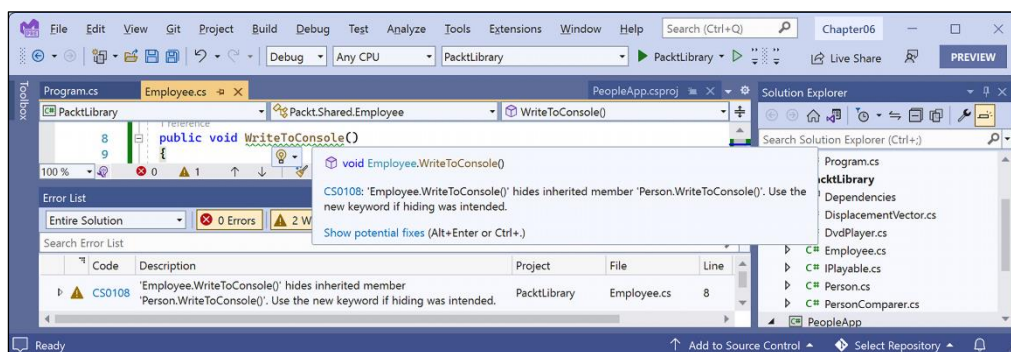 File Edit View Git Project Build Debug Test Analyze Tools Extensions Window Help Search (Ctrl+Q) Chapter06
Debug Any CPU PacktLibrary PacktLibrary Live Share PREVIEW
Toolbox
Program.cs Employee.cs PeopleApp.csproj Solution Explorer
PacktLibrary Packt.Shared.Employee WriteToConsole()
1 reference
8 public void WriteToConsole()
9 {
Search Solution Explorer (Ctrl+;)
100 % 0 1
void Employee.WriteToConsole()
CS0108: 'Employee.WriteToConsole()' hides inherited member 'Person.WriteToConsole()'. Use the
new keyword if hiding was intended.
Show potential fixes (Alt+Enter or Ctrl+.)
Error List
Entire Solution 0 Errors 2 W
Search Error List
Code Description Project File Line
CS0108 'Employee.WriteToConsole()' hides inherited member
'Person.WriteToConsole()'. Use the new keyword if hiding was intended. PacktLibrary Employee.cs 8
C# Program.cs
acktLibrary
Dependencies
DisplacementVector.cs
DvdPlayer.cs
C# Employee.cs
C# IPlayable.cs
C# Person.cs
C# PersonComparer.cs
C# PeopleApp
Ready Add to Source Control Select Repository